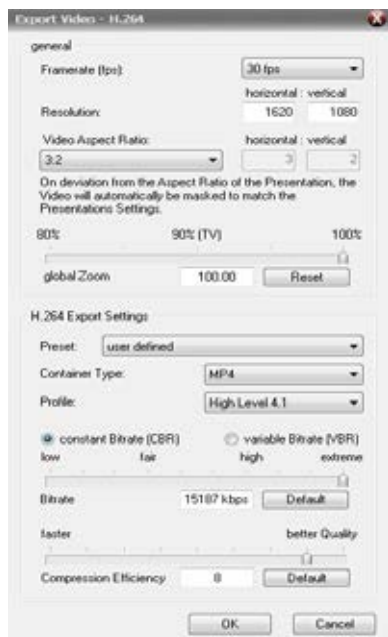 Export Video - H.264
general
Framerate (fps): 30 fps
horizontal : vertical
Resolution: 1620 1080
Video Aspect Ratio: horizontal : vertical
3:2 3 2
On deviation from the Aspect Ratio of the Presentation, the
Video will automatically be masked to match the
Presentations Settings.
80% 90% (TV) 100%
global Zoom 100.00 Reset
H.264 Export Settings
Preset: user defined
Container Type: MP4
Profile: High Level 4.1
constant Bitrate (CBR) variable Bitrate (VBR)
low fair high extreme
Bitrate 15187 kbps Default
faster better Quality
Compression Efficiency 8 Default
OK Cancel